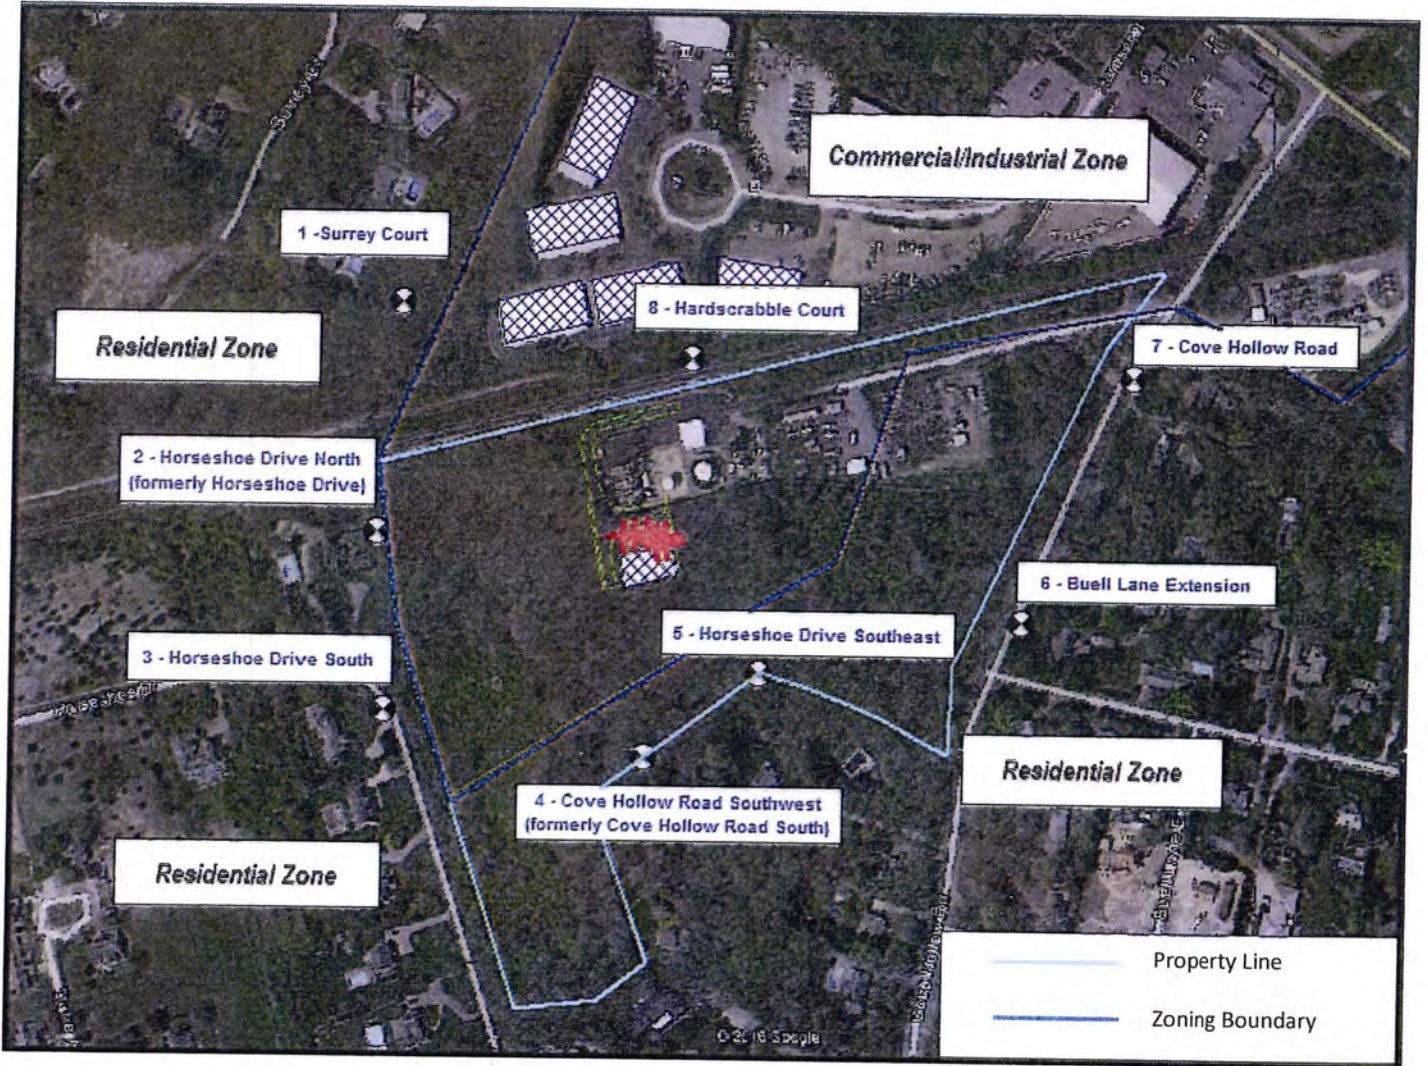 Commercial/Industrial Zone
1 -Surrey Court
8 - Hardscrabble Court
Residential Zone
7 - Cove Hollow Road
2 - Horseshoe Drive North
(formerly Horseshoe Drive)
6 - Buell Lane Extension
5 - Horseshoe Drive Southeast
3 - Horseshoe Drive South
Residential Zone
4 - Cove Hollow Road Southwest
(formerly Cove Hollow Road South)
Residential Zone
Property Line
Zoning Boundary
© 2016 Google